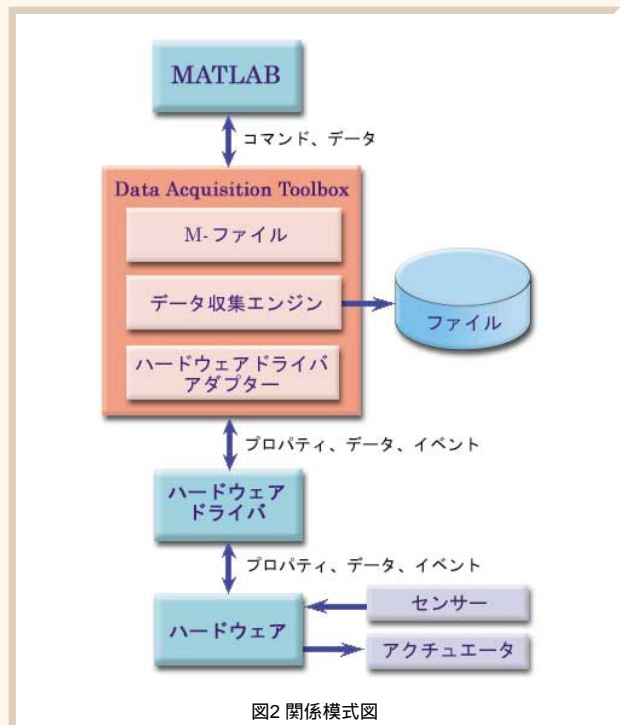 MATLAB
コマンド、データ
Data Acquisition Toolbox
M-ファイル
データ収集エンジン
ファイル
ハードウェアドライバ
アダプター
プロパティ、データ、イベント
ハードウェア
ドライバ
プロパティ、データ、イベント
センサー
ハードウェア
アクチュエータ
図2 関係模式図